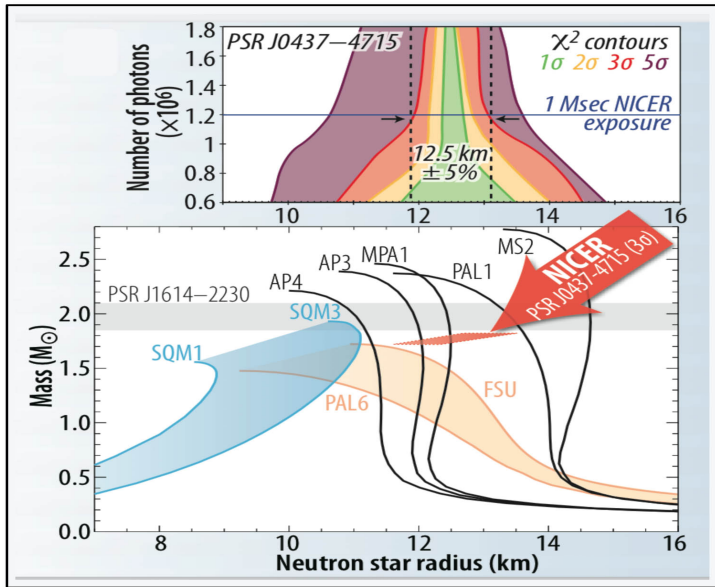 PSR J0437–4715
χ² contours
1σ 2σ 3σ 5σ
1 Msec NICER
exposure
12.5 km
± 5%
Number of photons
(×10⁶)
1.8
1.6
1.4
1.2
1.0
0.8
0.6
10 12 14 16
NICER
PSR J0437–4715 (3σ)
MS2
MPA1
AP3
PAL1
AP4
PSR J1614–2230
SQM3
SQM1
PAL6
FSU
Mass (M☉)
2.5
2.0
1.5
1.0
0.5
0.0
8 10 12 14 16
Neutron star radius (km)